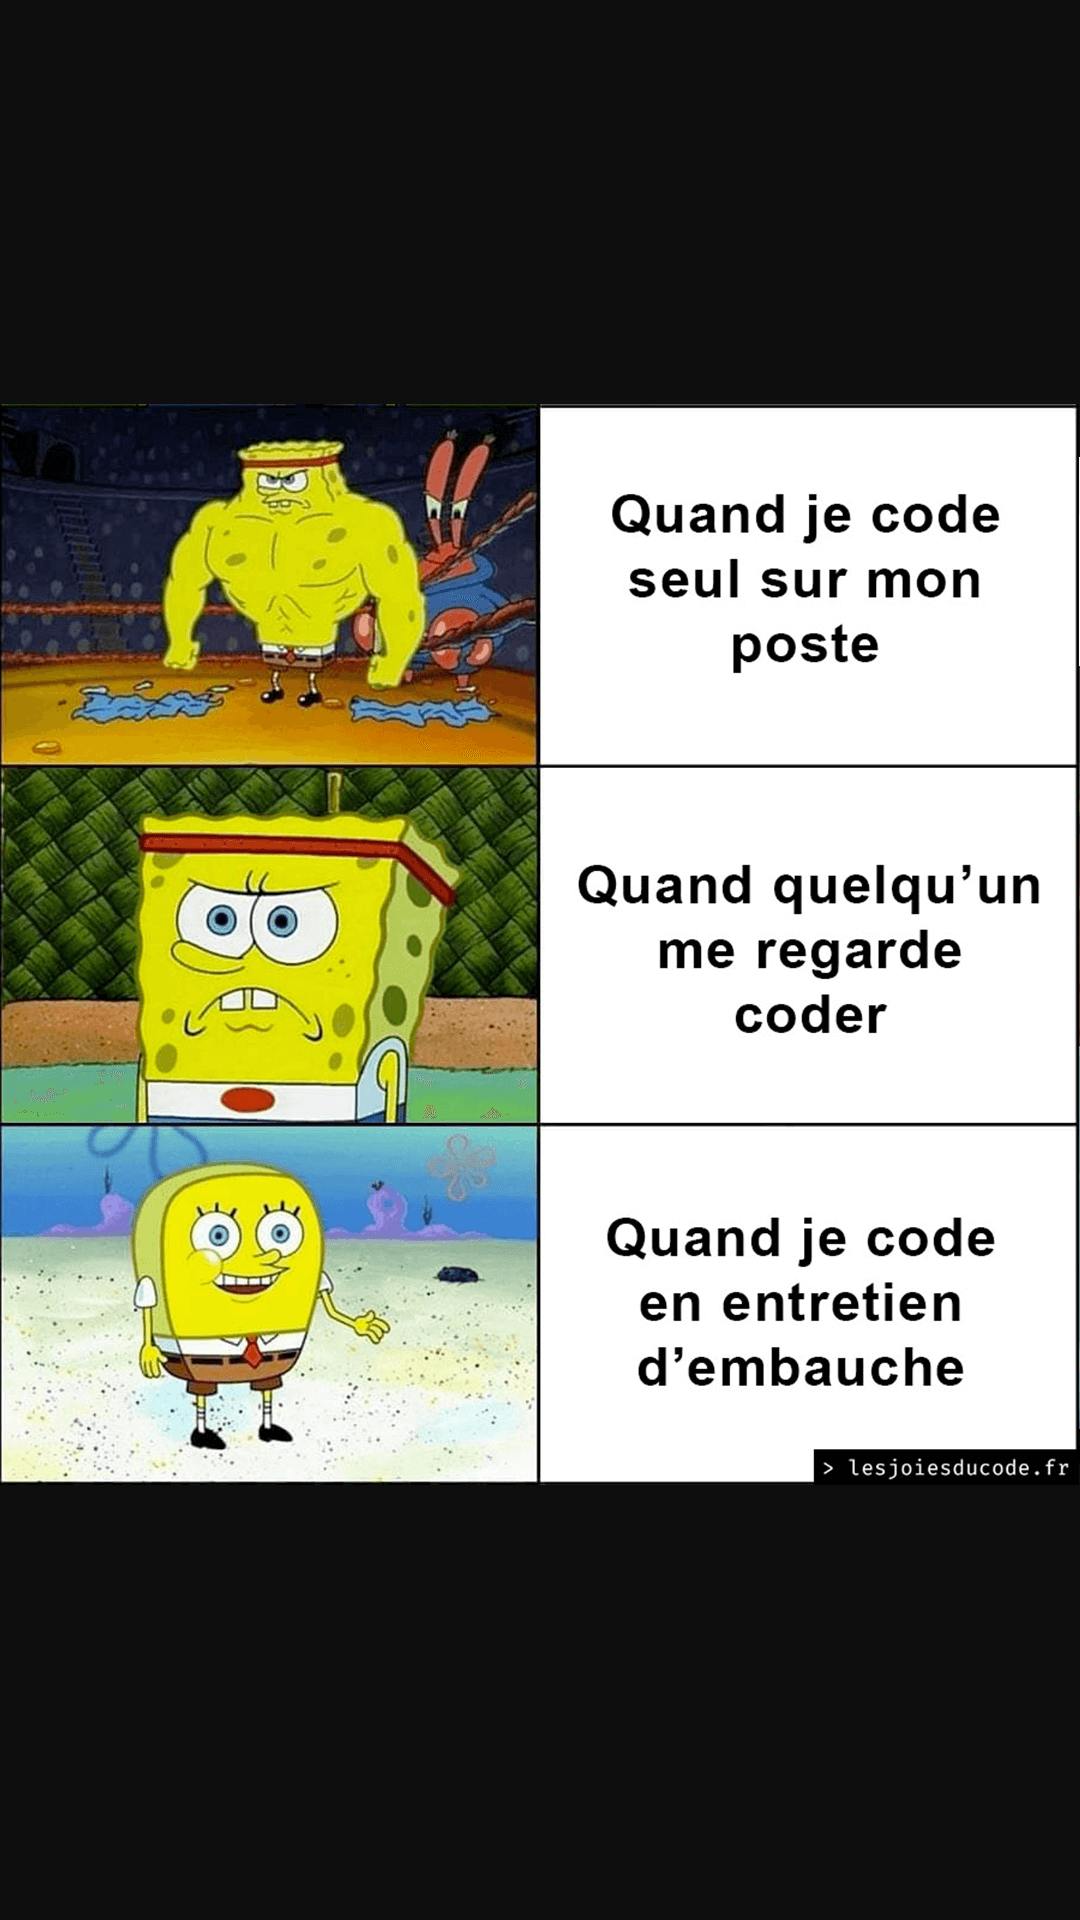 Quand je code
seul sur mon
poste
Quand quelqu’un
me regarde
coder
Quand je code
en entretien
d’embauche
> lesjoiesducode.fr